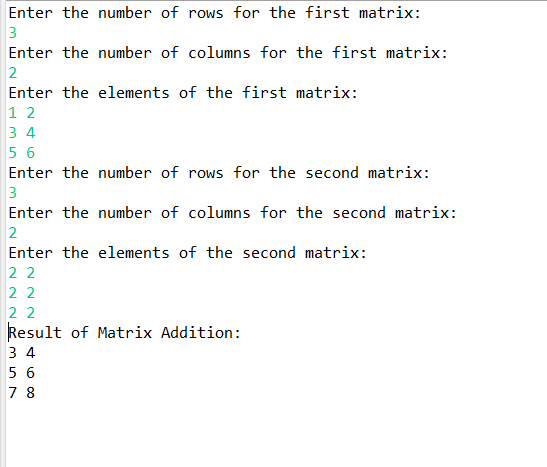 Enter the number of rows for the first matrix:
3
Enter the number of columns for the first matrix:
2
Enter the elements of the first matrix:
1 2
3 4
5 6
Enter the number of rows for the second matrix:
3
Enter the number of columns for the second matrix:
2
Enter the elements of the second matrix:
2 2
2 2
2 2
Result of Matrix Addition:
3 4
5 6
7 8